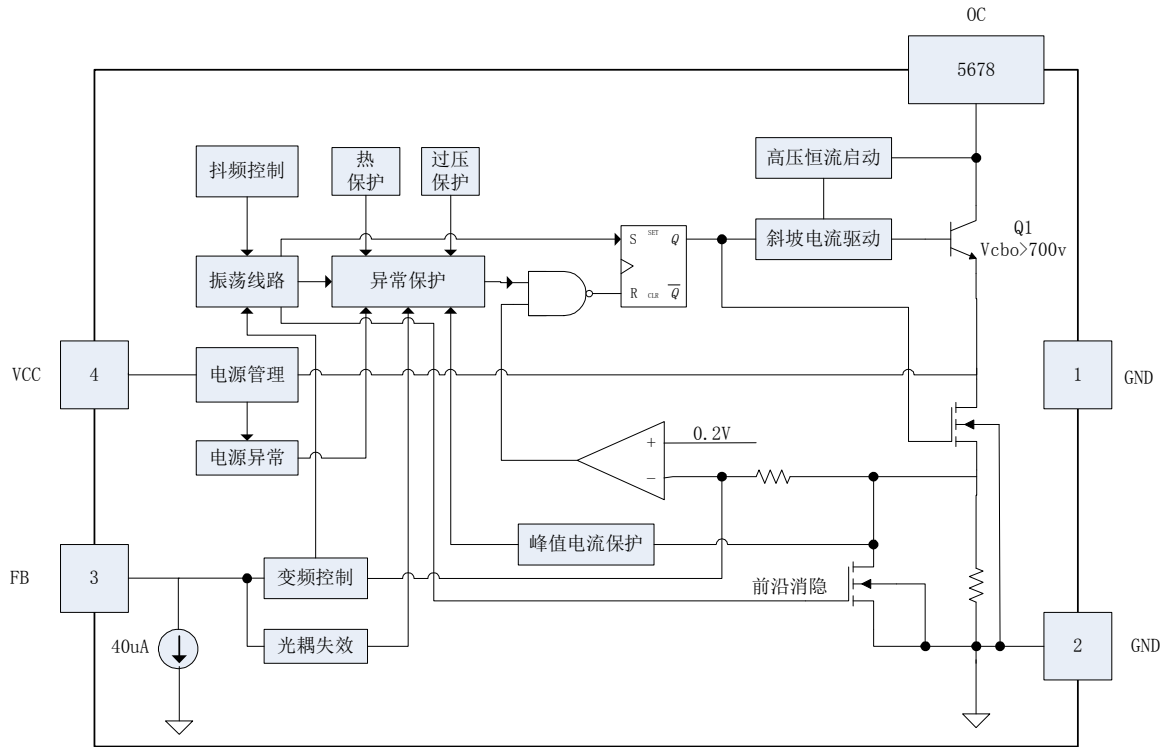 OC
5678
抖频控制
热
保护
过压
保护
高压恒流启动
S
SET
Q
斜坡电流驱动
Q1
Vcbo>700v
振荡线路
异常保护
R
CLR
Q̅
VCC
4
电源管理
1
GND
电源异常
+
0.2V
−
峰值电流保护
FB
3
变频控制
前沿消隐
40uA
光耦失效
2
GND